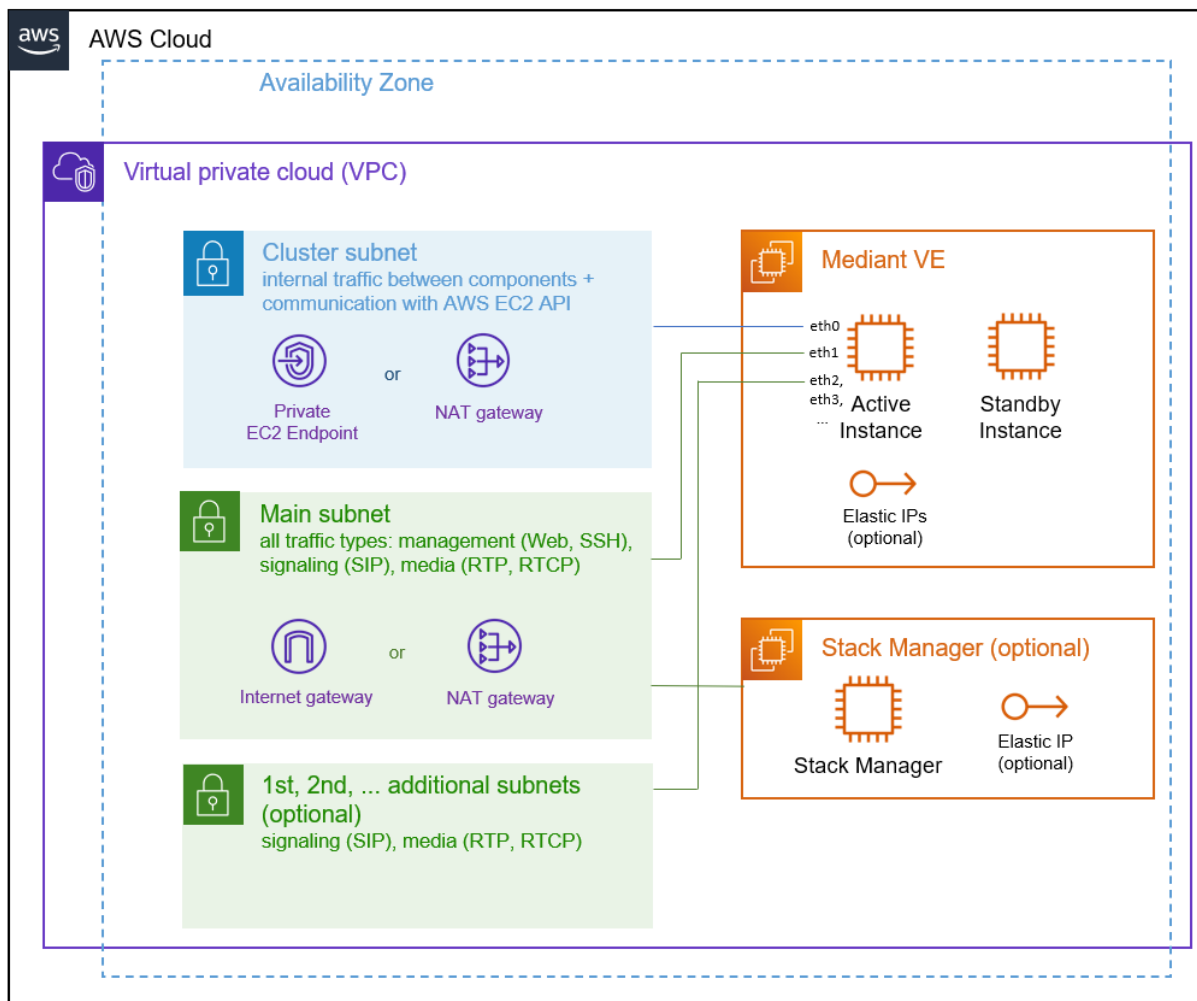 aws
AWS Cloud
Availability Zone
Virtual private cloud (VPC)
Cluster subnet
internal traffic between components +
communication with AWS EC2 API
or
Private
EC2 Endpoint
NAT gateway
Main subnet
all traffic types: management (Web, SSH),
signaling (SIP), media (RTP, RTCP)
or
Internet gateway
NAT gateway
1st, 2nd, ... additional subnets
(optional)
signaling (SIP), media (RTP, RTCP)
Mediant VE
eth0
eth1
eth2,
eth3,
...
Active
Instance
Standby
Instance
Elastic IPs
(optional)
Stack Manager (optional)
Stack Manager
Elastic IP
(optional)